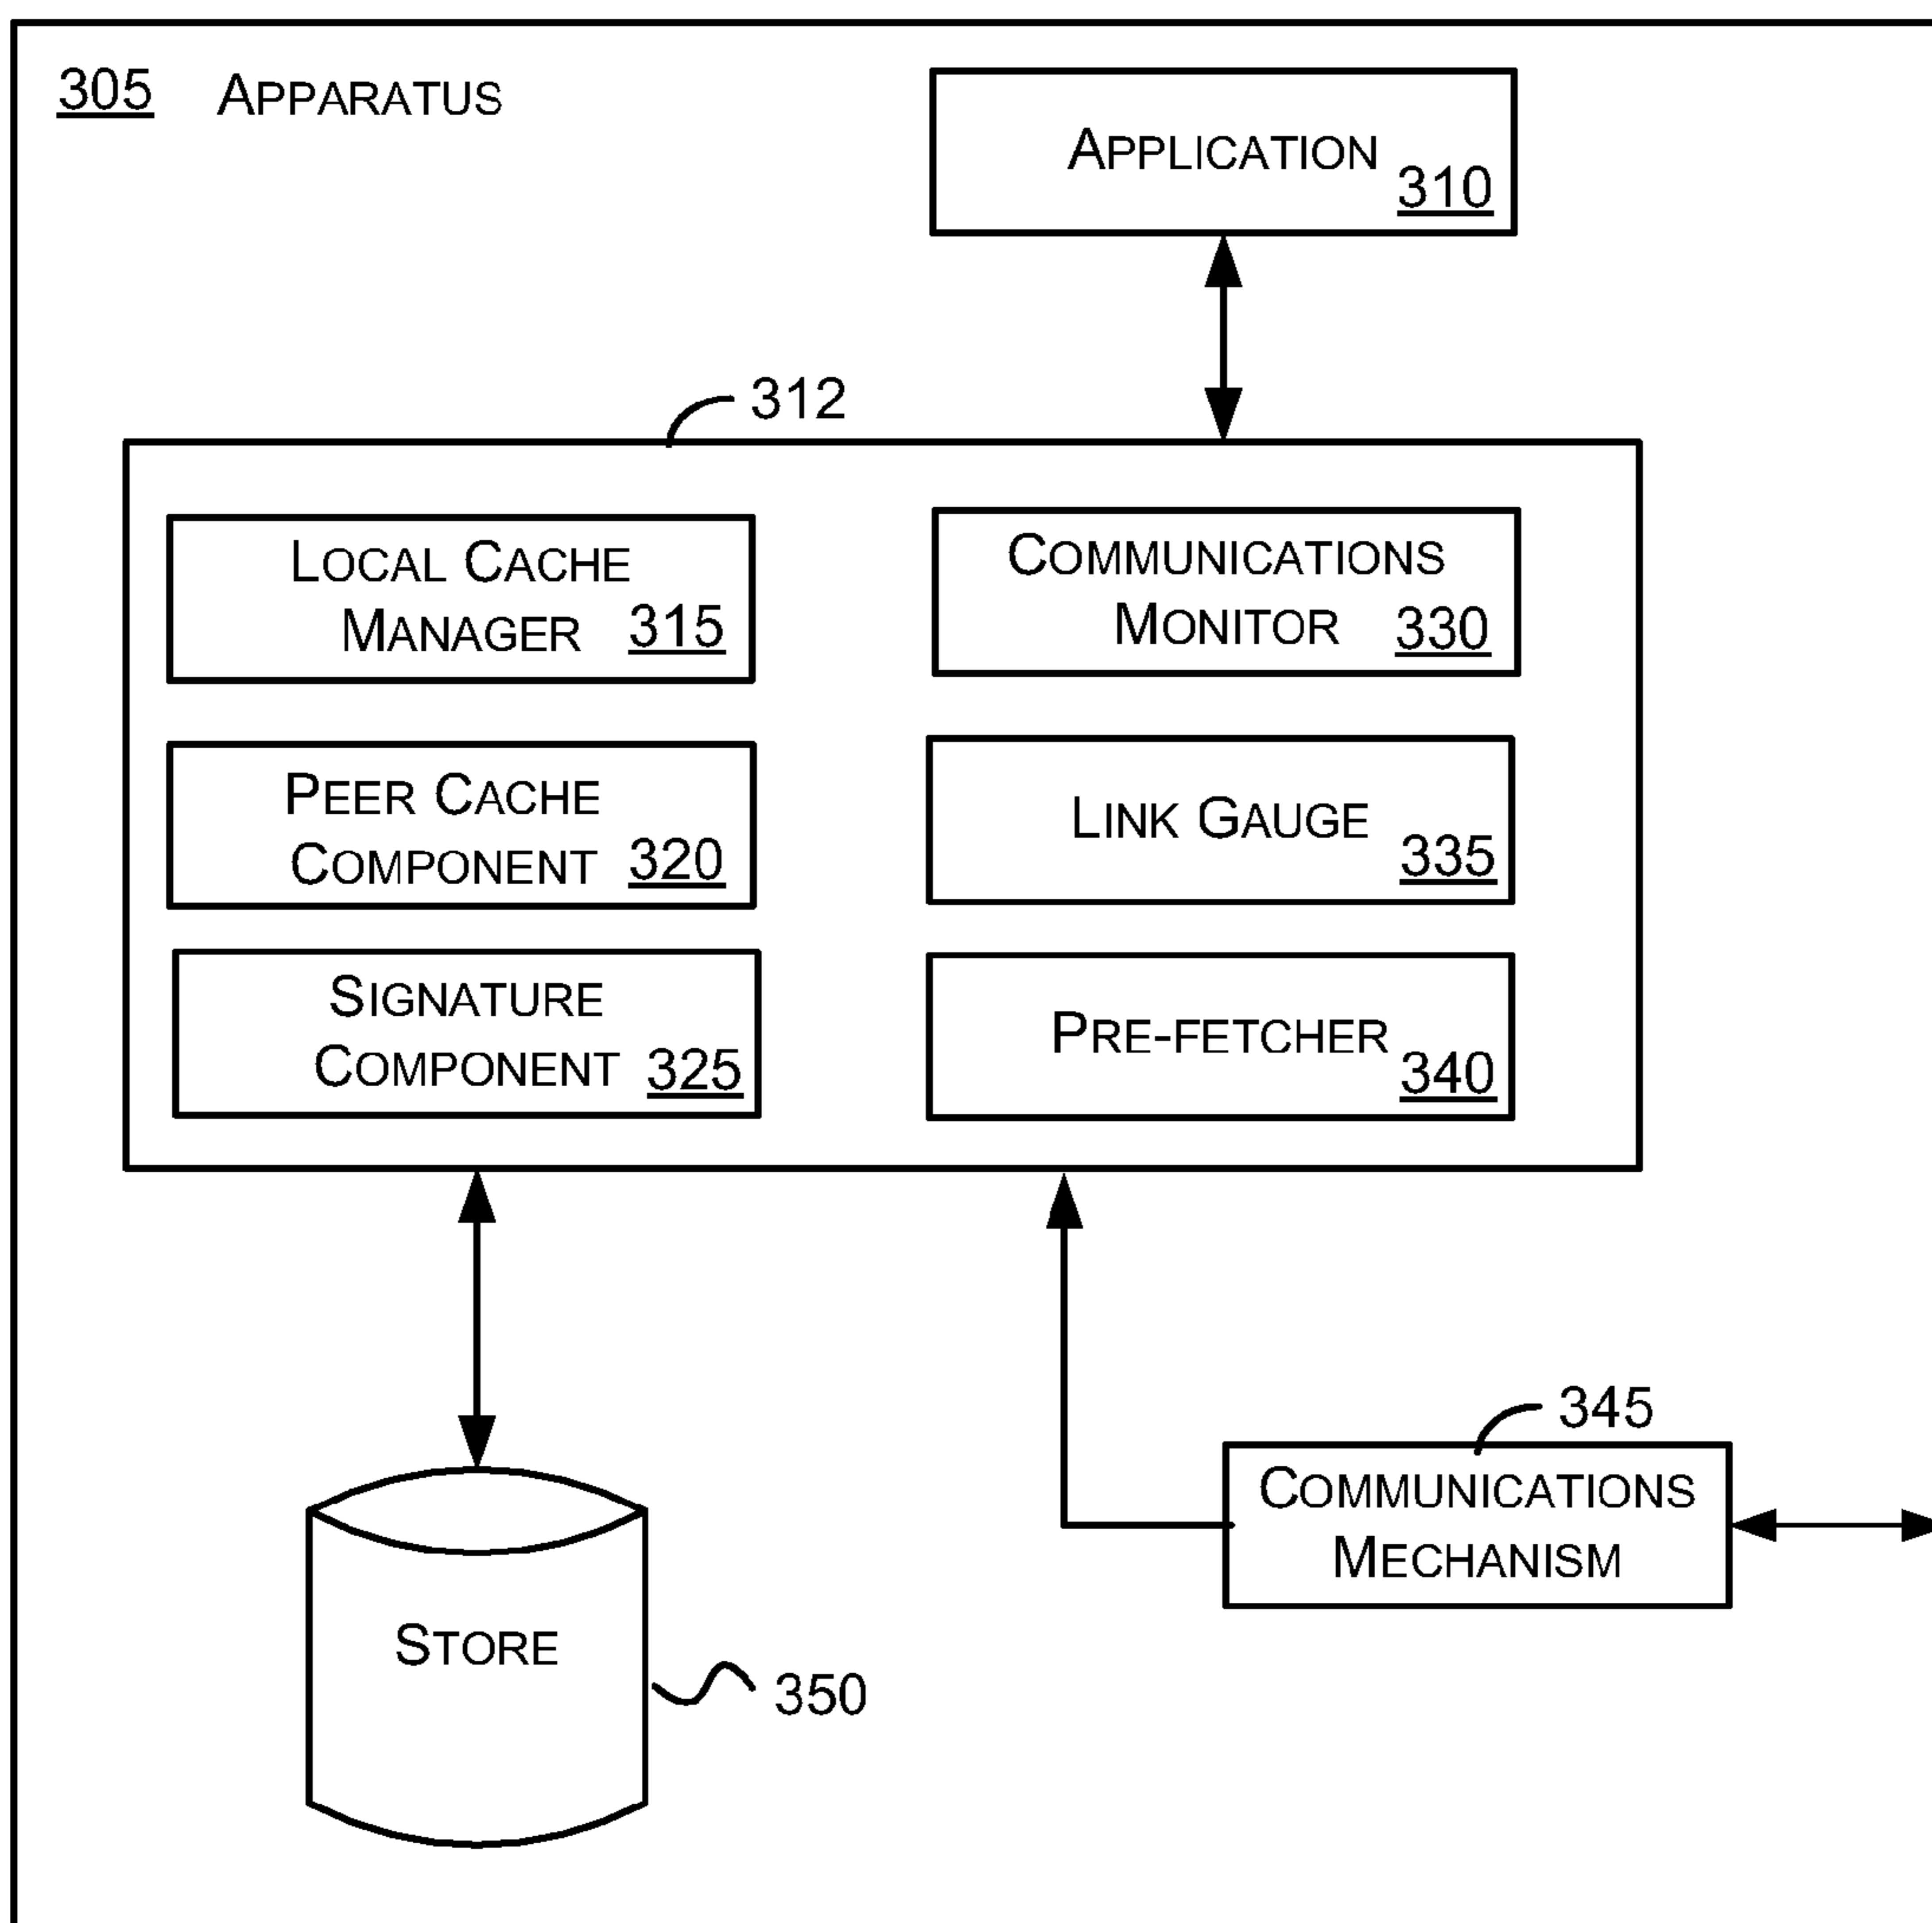 305 APPARATUS
APPLICATION
310
312
LOCAL CACHE
MANAGER 315
COMMUNICATIONS
MONITOR 330
PEER CACHE
COMPONENT 320
LINK GAUGE
335
SIGNATURE
COMPONENT 325
PRE-FETCHER
340
345
COMMUNICATIONS
MECHANISM
STORE
350